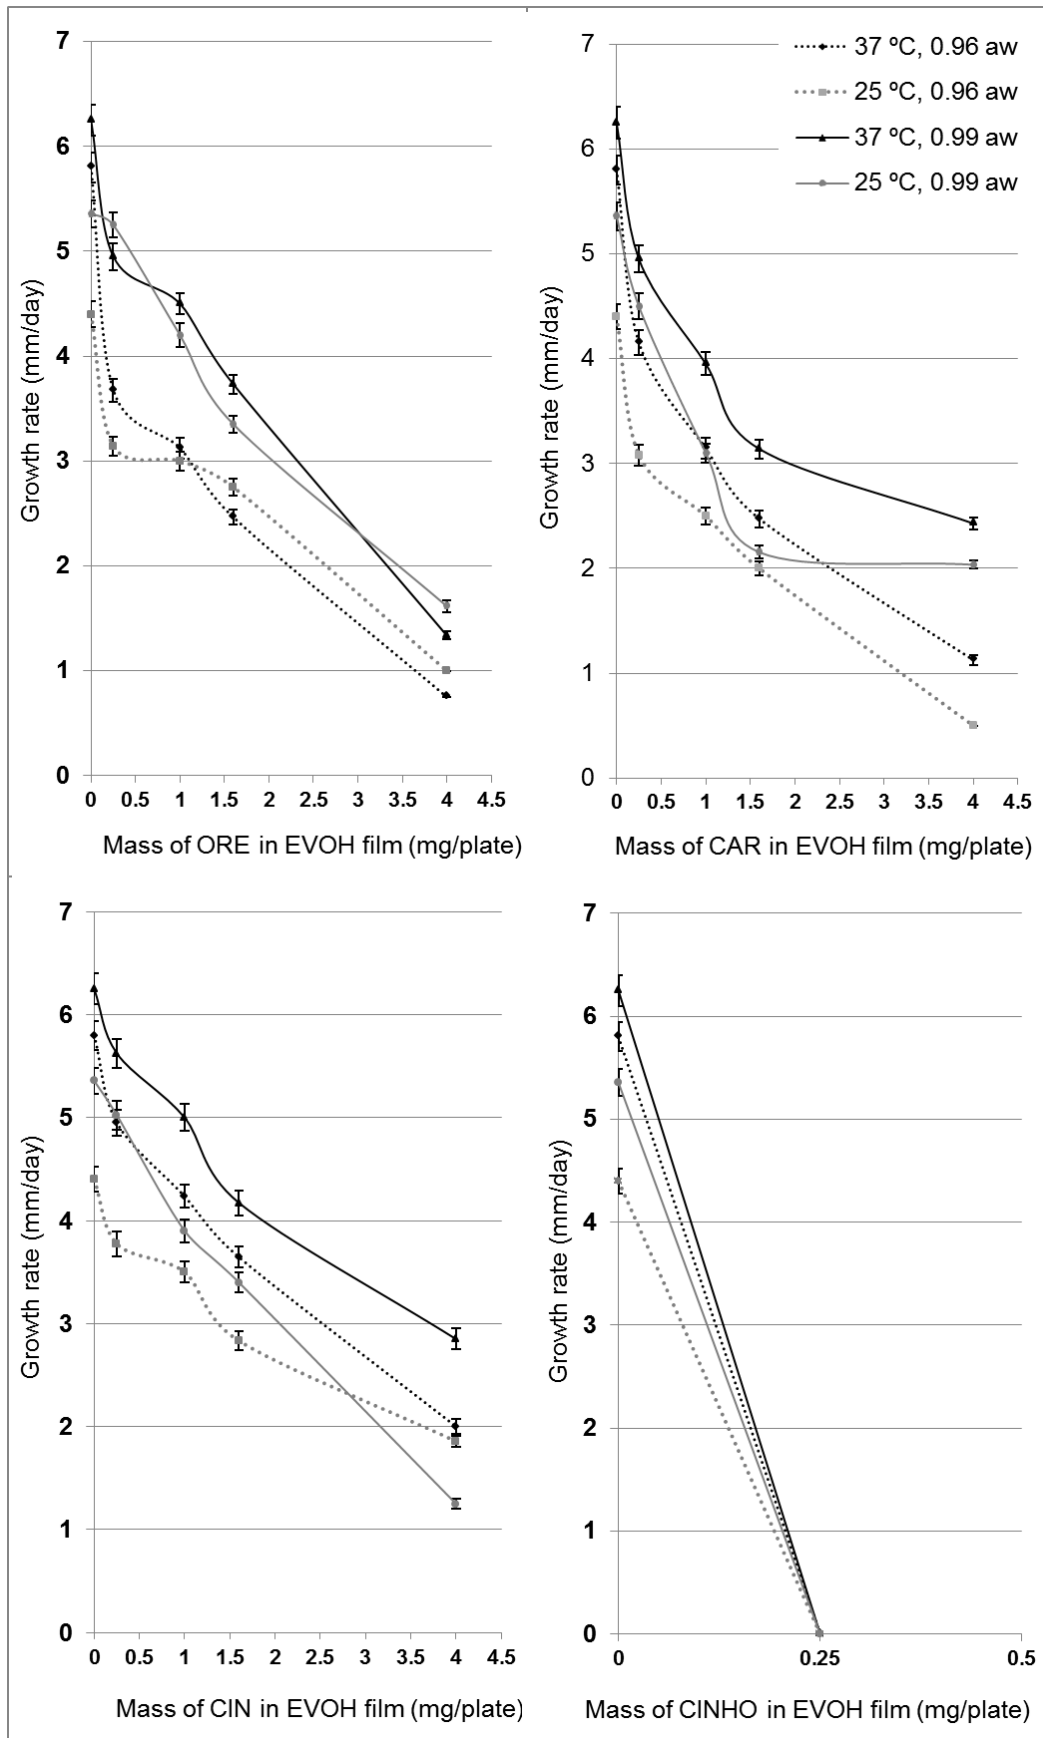 7
6
5
4
3
2
1
0
Growth rate (mm/day)
0 0.5 1 1.5 2 2.5 3 3.5 4 4.5
Mass of ORE in EVOH film (mg/plate)
7
6
5
4
3
2
1
0
Growth rate (mm/day)
37 ºC, 0.96 aw
25 ºC, 0.96 aw
37 ºC, 0.99 aw
25 ºC, 0.99 aw
0 0.5 1 1.5 2 2.5 3 3.5 4 4.5
Mass of CAR in EVOH film (mg/plate)
7
6
5
4
3
2
1
0
Growth rate (mm/day)
0 0.5 1 1.5 2 2.5 3 3.5 4 4.5
Mass of CIN in EVOH film (mg/plate)
7
6
5
4
3
2
1
0
Growth rate (mm/day)
0 0.25 0.5
Mass of CINHO in EVOH film (mg/plate)